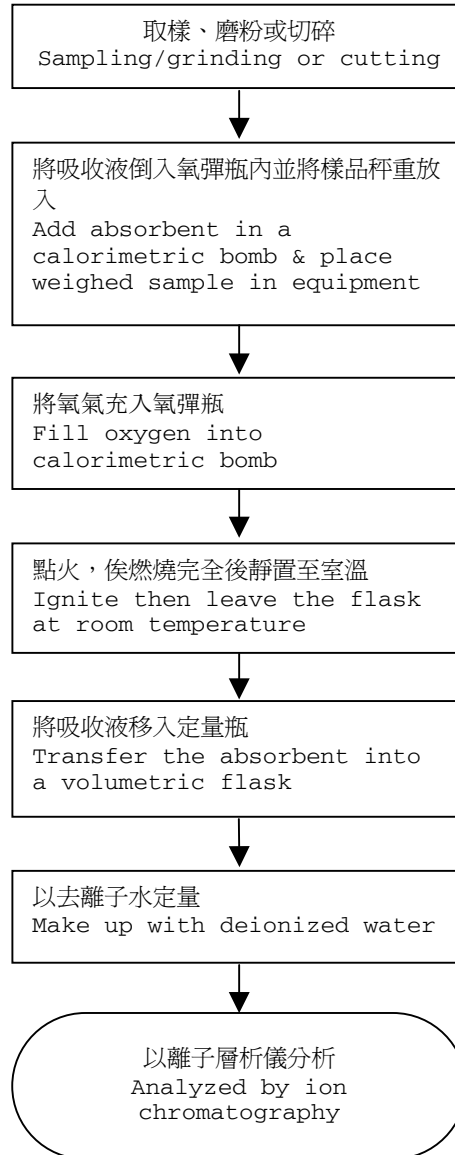 取樣、磨粉或切碎
Sampling/grinding or cutting
將吸收液倒入氧彈瓶內並將樣品秤重放
入
Add absorbent in a
calorimetric bomb & place
weighed sample in equipment
將氧氣充入氧彈瓶
Fill oxygen into
calorimetric bomb
點火，俟燃燒完全後靜置至室溫
Ignite then leave the flask
at room temperature
將吸收液移入定量瓶
Transfer the absorbent into
a volumetric flask
以去離子水定量
Make up with deionized water
以離子層析儀分析
Analyzed by ion
chromatography